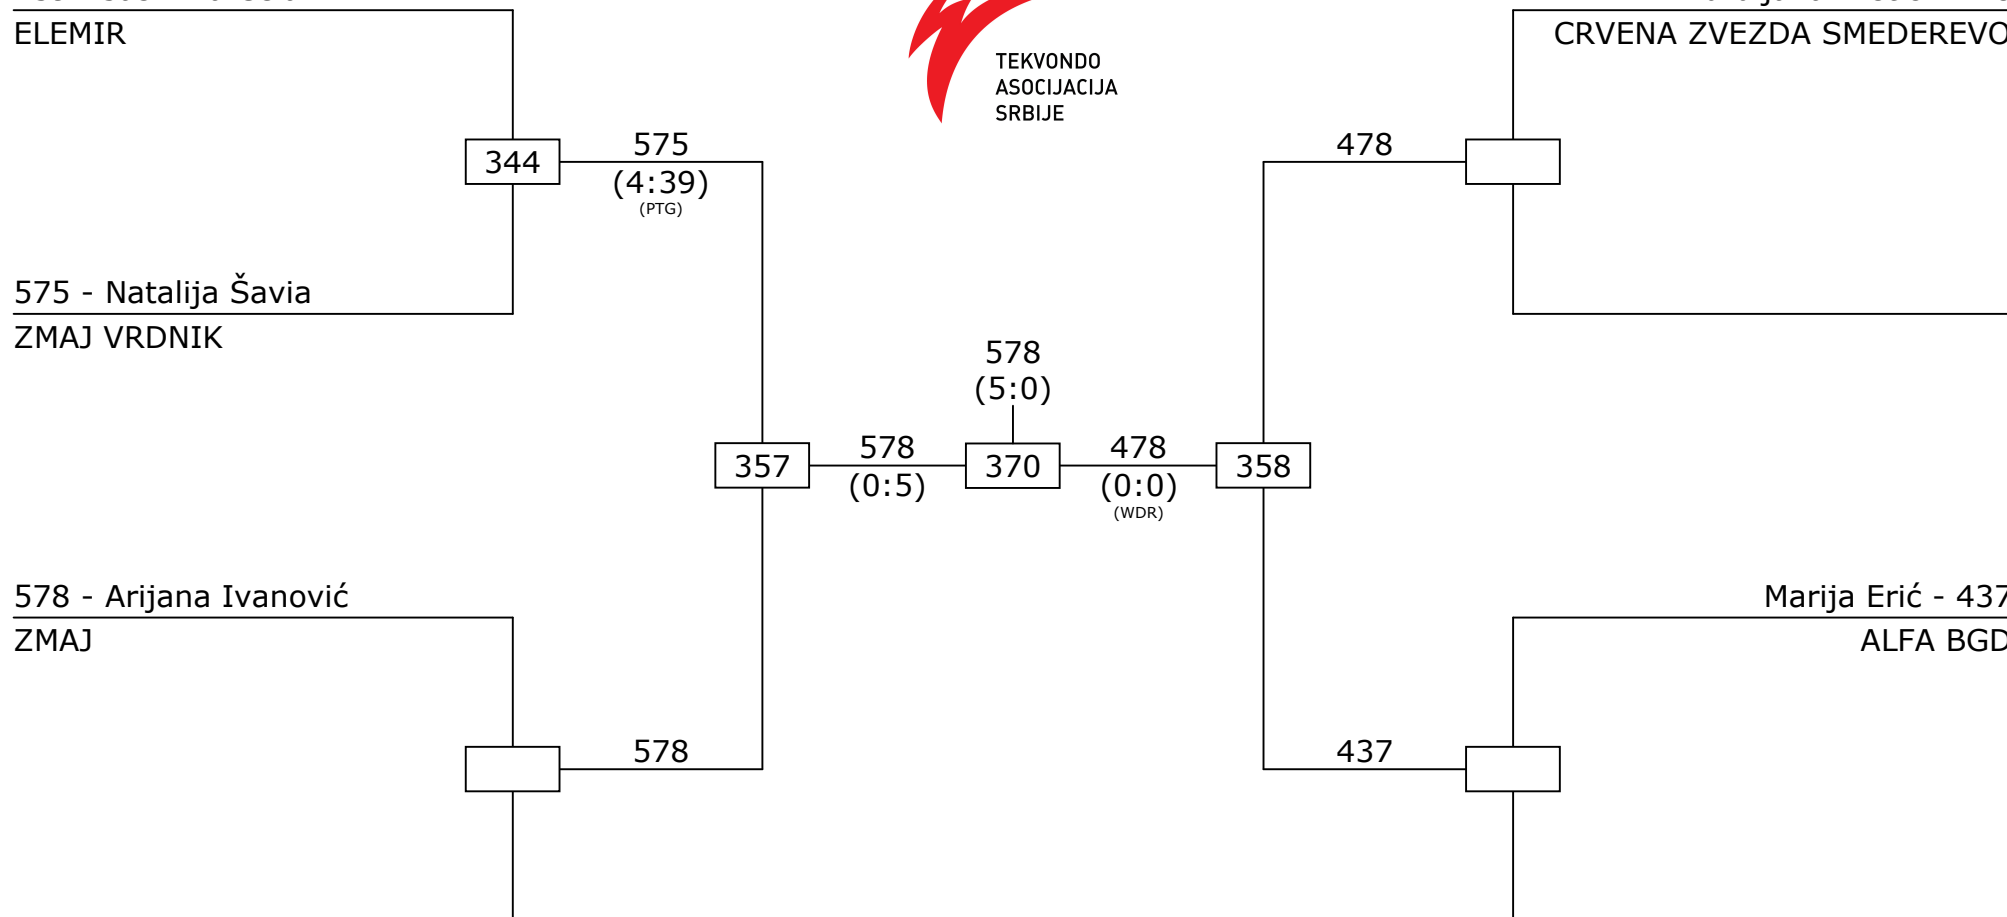 ELEMIR
CRVENA ZVEZDA SMEDEREVO
TEKVONDO
ASOCIJACIJA
SRBIJE
344
575
(4:39)
(PTG)
478
575 - Natalija Šavia
ZMAJ VRDNIK
578
(5:0)
357
578
(0:5)
370
478
(0:0)
(WDR)
358
578 - Arijana Ivanović
ZMAJ
Marija Erić - 437
ALFA BGD
578
437